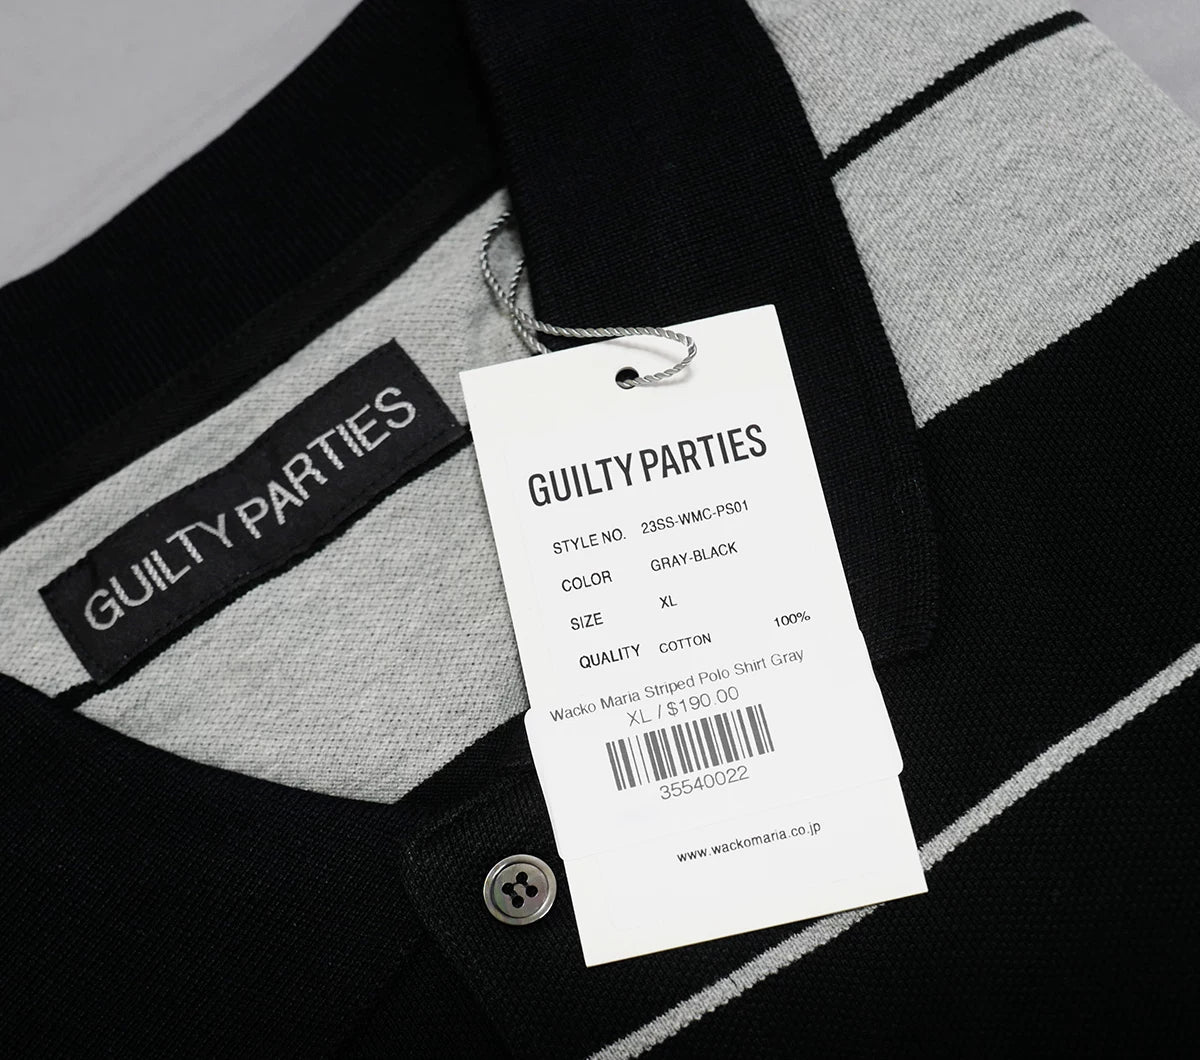 GUILTY PARTIES
GUILTY PARTIES
STYLE NO. 23SS-WMC-PS01
COLOR GRAY-BLACK
SIZE XL
QUALITY COTTON 100%
Wacko Maria Striped Polo Shirt Gray
XL / $190.00
35540022
www.wackomaria.co.jp